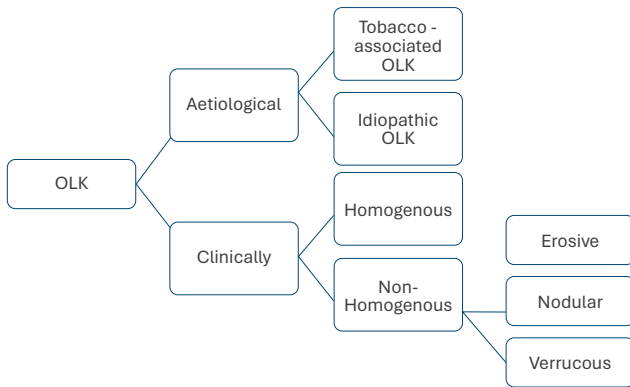 OLK
Aetiological
Tobacco -
associated
OLK
Idiopathic
OLK
Clinically
Homogenous
Non-
Homogenous
Erosive
Nodular
Verrucous